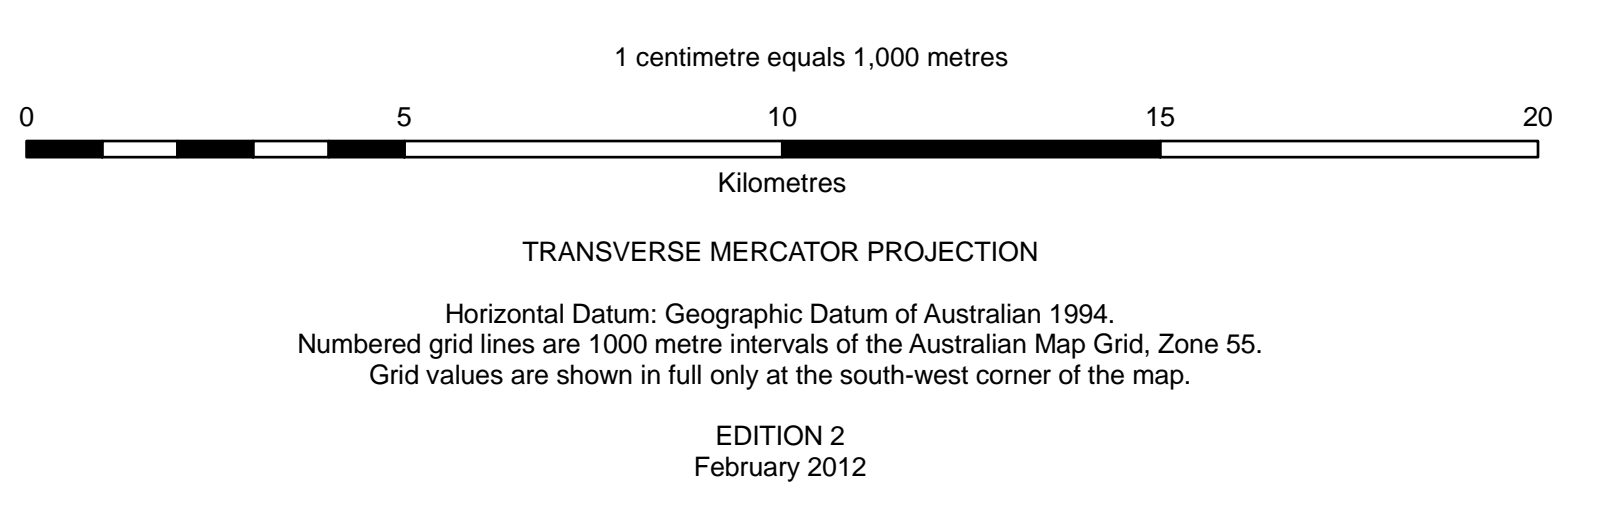 1 centimetre equals 1,000 metres
0 5 10 15 20
Kilometres
TRANSVERSE MERCATOR PROJECTION
Horizontal Datum: Geographic Datum of Australian 1994.
Numbered grid lines are 1000 metre intervals of the Australian Map Grid, Zone 55.
Grid values are shown in full only at the south-west corner of the map.
EDITION 2
February 2012